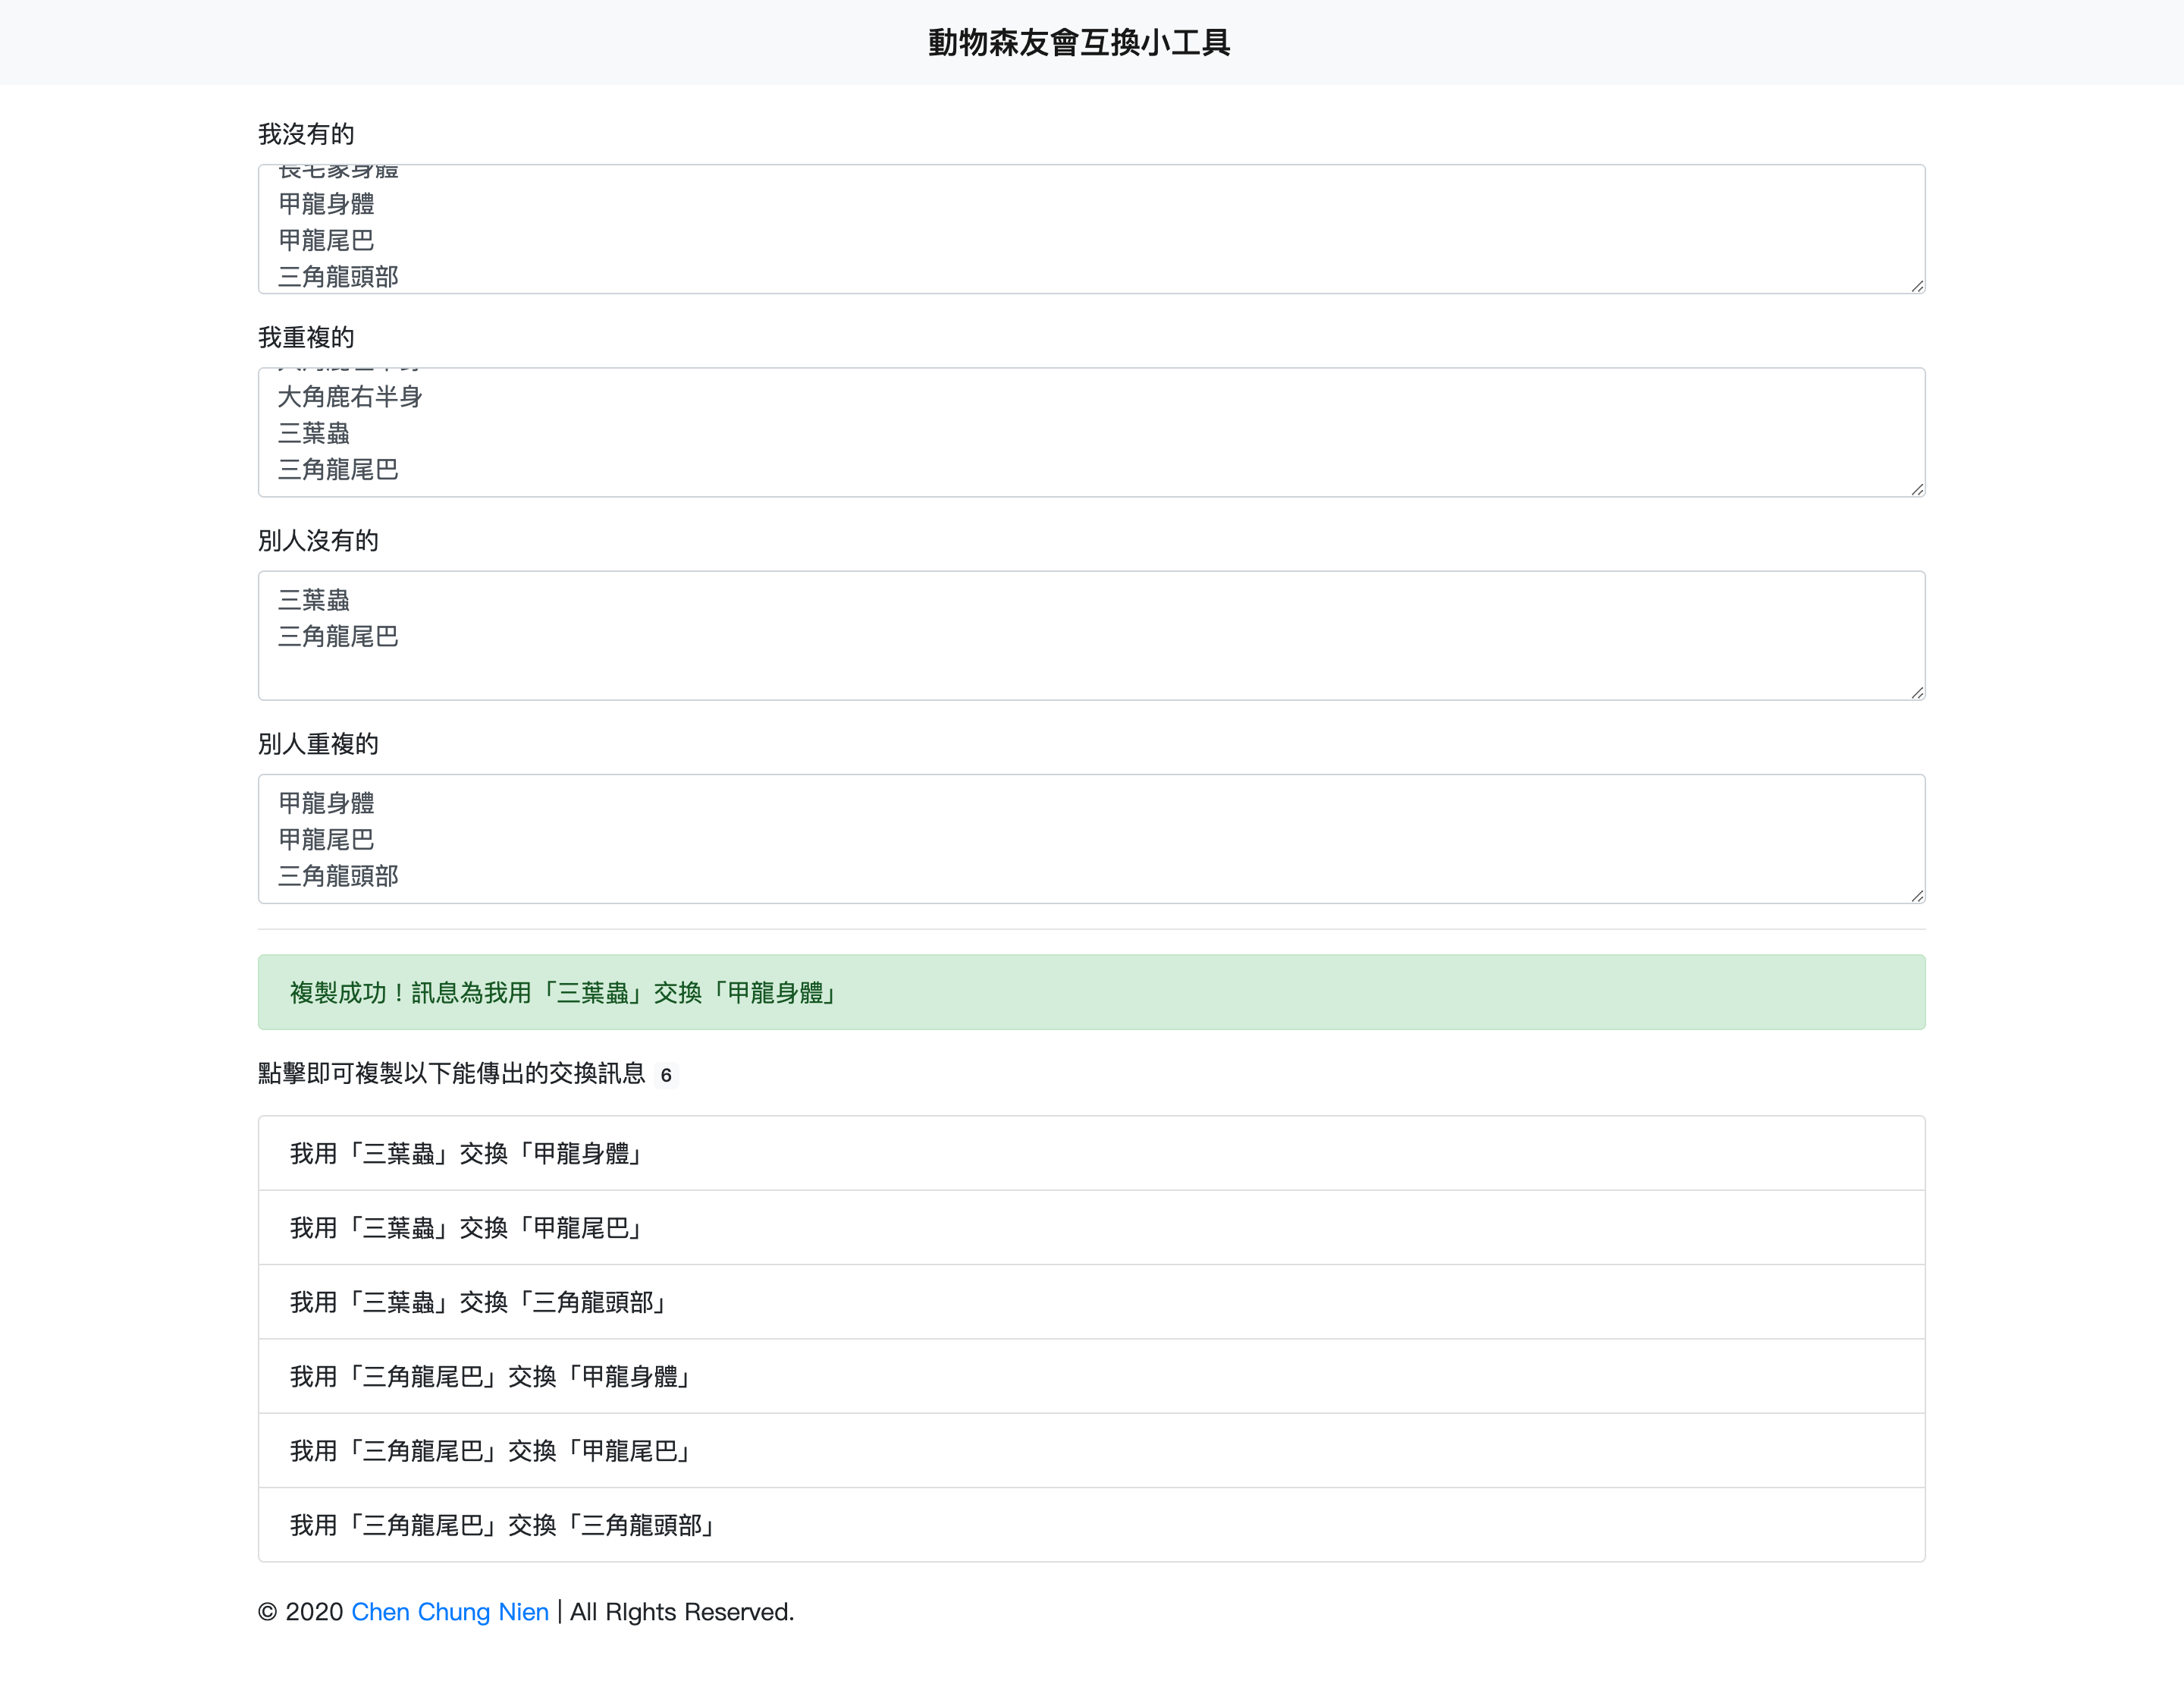 動物森友會互換小工具
我沒有的
長毛象身體
甲龍身體
甲龍尾巴
三角龍頭部
我重複的
大角鹿右半身
三葉蟲
三角龍尾巴
別人沒有的
三葉蟲
三角龍尾巴
別人重複的
甲龍身體
甲龍尾巴
三角龍頭部
複製成功！訊息為我用「三葉蟲」交換「甲龍身體」
點擊即可複製以下能傳出的交換訊息 6
我用「三葉蟲」交換「甲龍身體」
我用「三葉蟲」交換「甲龍尾巴」
我用「三葉蟲」交換「三角龍頭部」
我用「三角龍尾巴」交換「甲龍身體」
我用「三角龍尾巴」交換「甲龍尾巴」
我用「三角龍尾巴」交換「三角龍頭部」
© 2020 Chen Chung Nien | All RIghts Reserved.